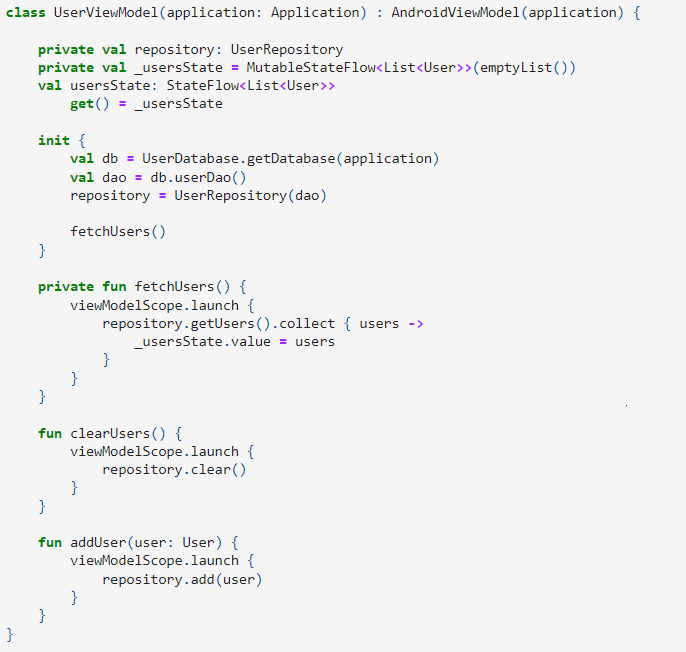 class UserViewModel(application: Application) : AndroidViewModel(application) {

    private val repository: UserRepository
    private val _usersState = MutableStateFlow<List<User>>(emptyList())
    val usersState: StateFlow<List<User>>
        get() = _usersState

    init {
        val db = UserDatabase.getDatabase(application)
        val dao = db.userDao()
        repository = UserRepository(dao)

        fetchUsers()
    }

    private fun fetchUsers() {
        viewModelScope.launch {
            repository.getUsers().collect { users ->
                _usersState.value = users
            }
        }
    }

    fun clearUsers() {
        viewModelScope.launch {
            repository.clear()
        }
    }

    fun addUser(user: User) {
        viewModelScope.launch {
            repository.add(user)
        }
    }
}